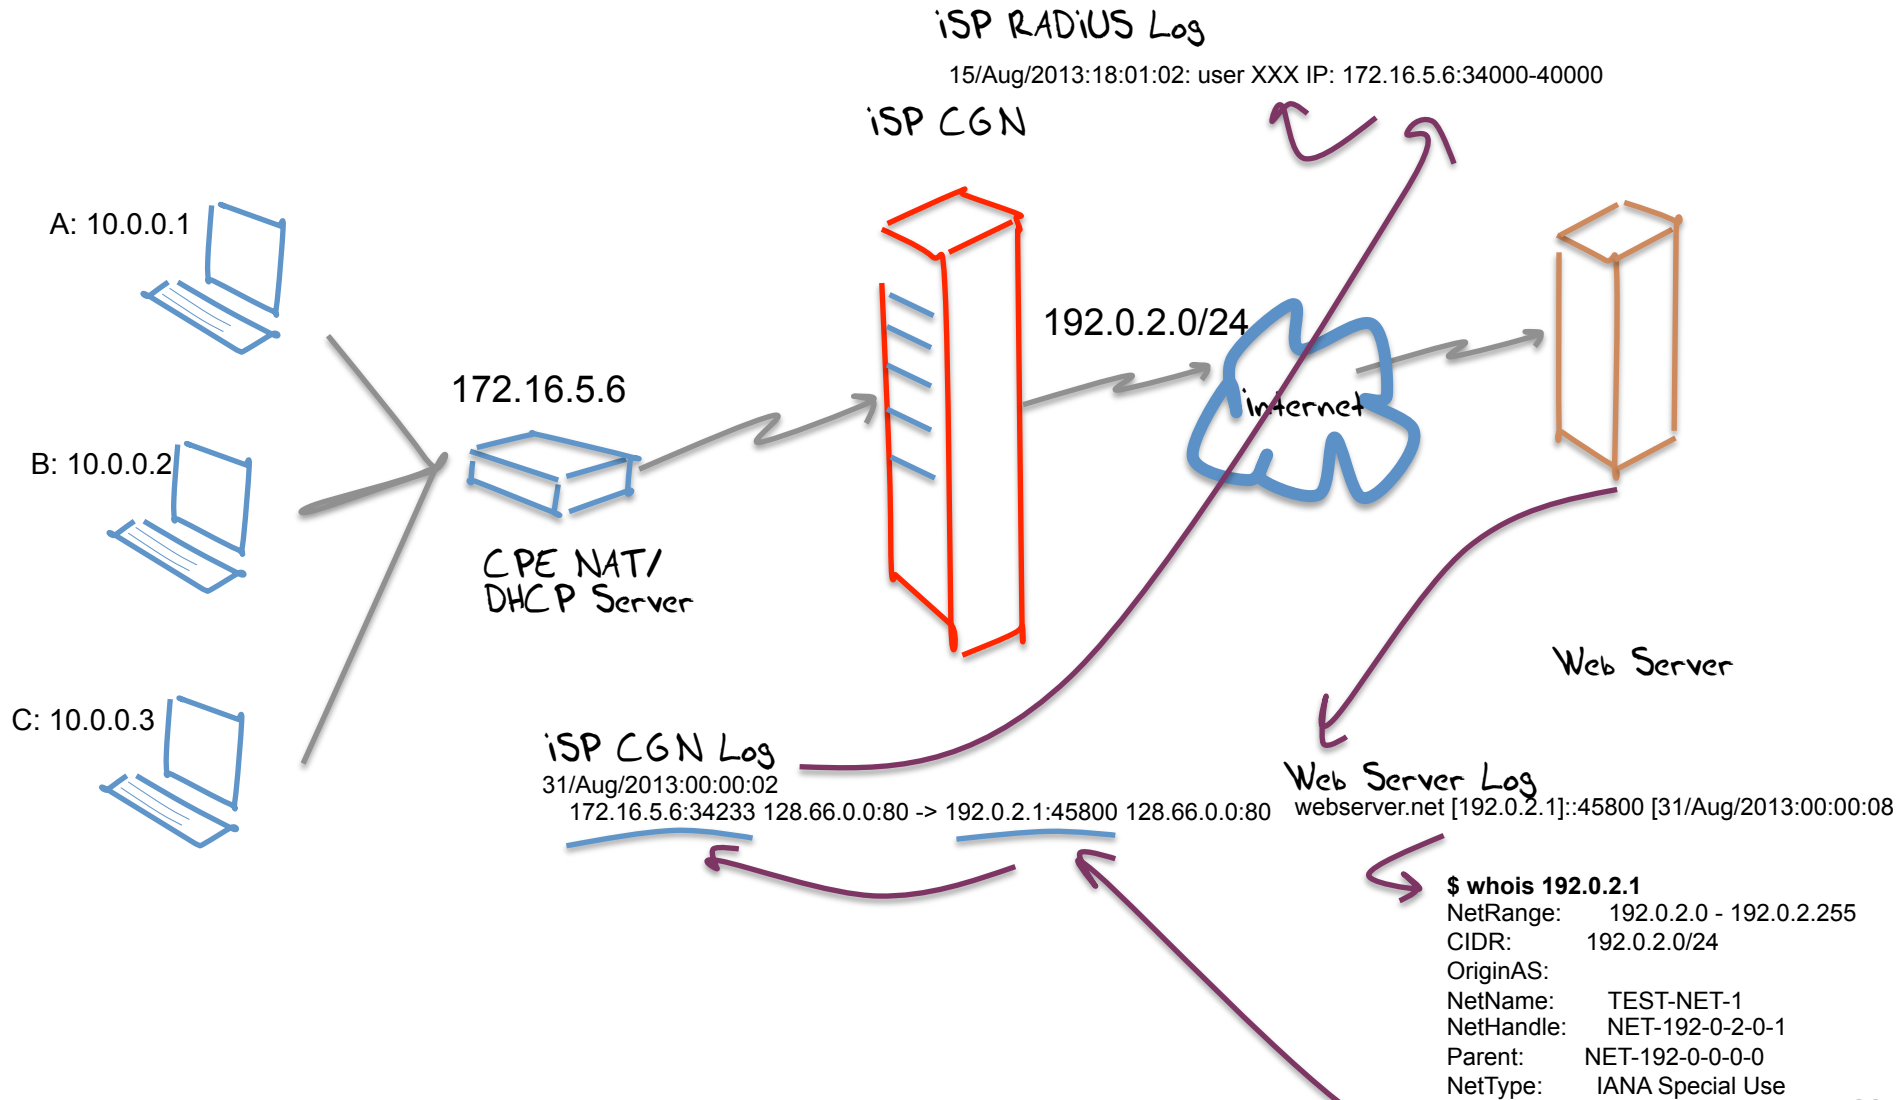 iSP RADiUS Log
15/Aug/2013:18:01:02: user XXX IP: 172.16.5.6:34000-40000
iSP CGN
A: 10.0.0.1
192.0.2.0/24
172.16.5.6
internet
B: 10.0.0.2
CPE NAT/
DHCP Server
Web Server
C: 10.0.0.3
iSP CGN Log
31/Aug/2013:00:00:02
172.16.5.6:34233 128.66.0.0:80 -> 192.0.2.1:45800 128.66.0.0:80
Web Server Log
webserver.net [192.0.2.1]::45800 [31/Aug/2013:00:00:08
$ whois 192.0.2.1
NetRange: 192.0.2.0 - 192.0.2.255
CIDR: 192.0.2.0/24
OriginAS:
NetName: TEST-NET-1
NetHandle: NET-192-0-2-0-1
Parent: NET-192-0-0-0-0
NetType: IANA Special Use